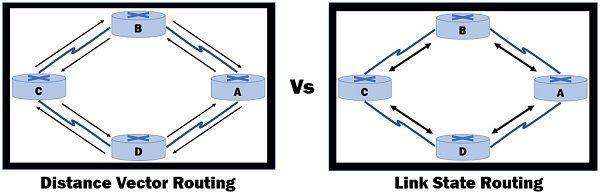 B
C
A
D
Distance Vector Routing
Vs
B
C
A
D
Link State Routing